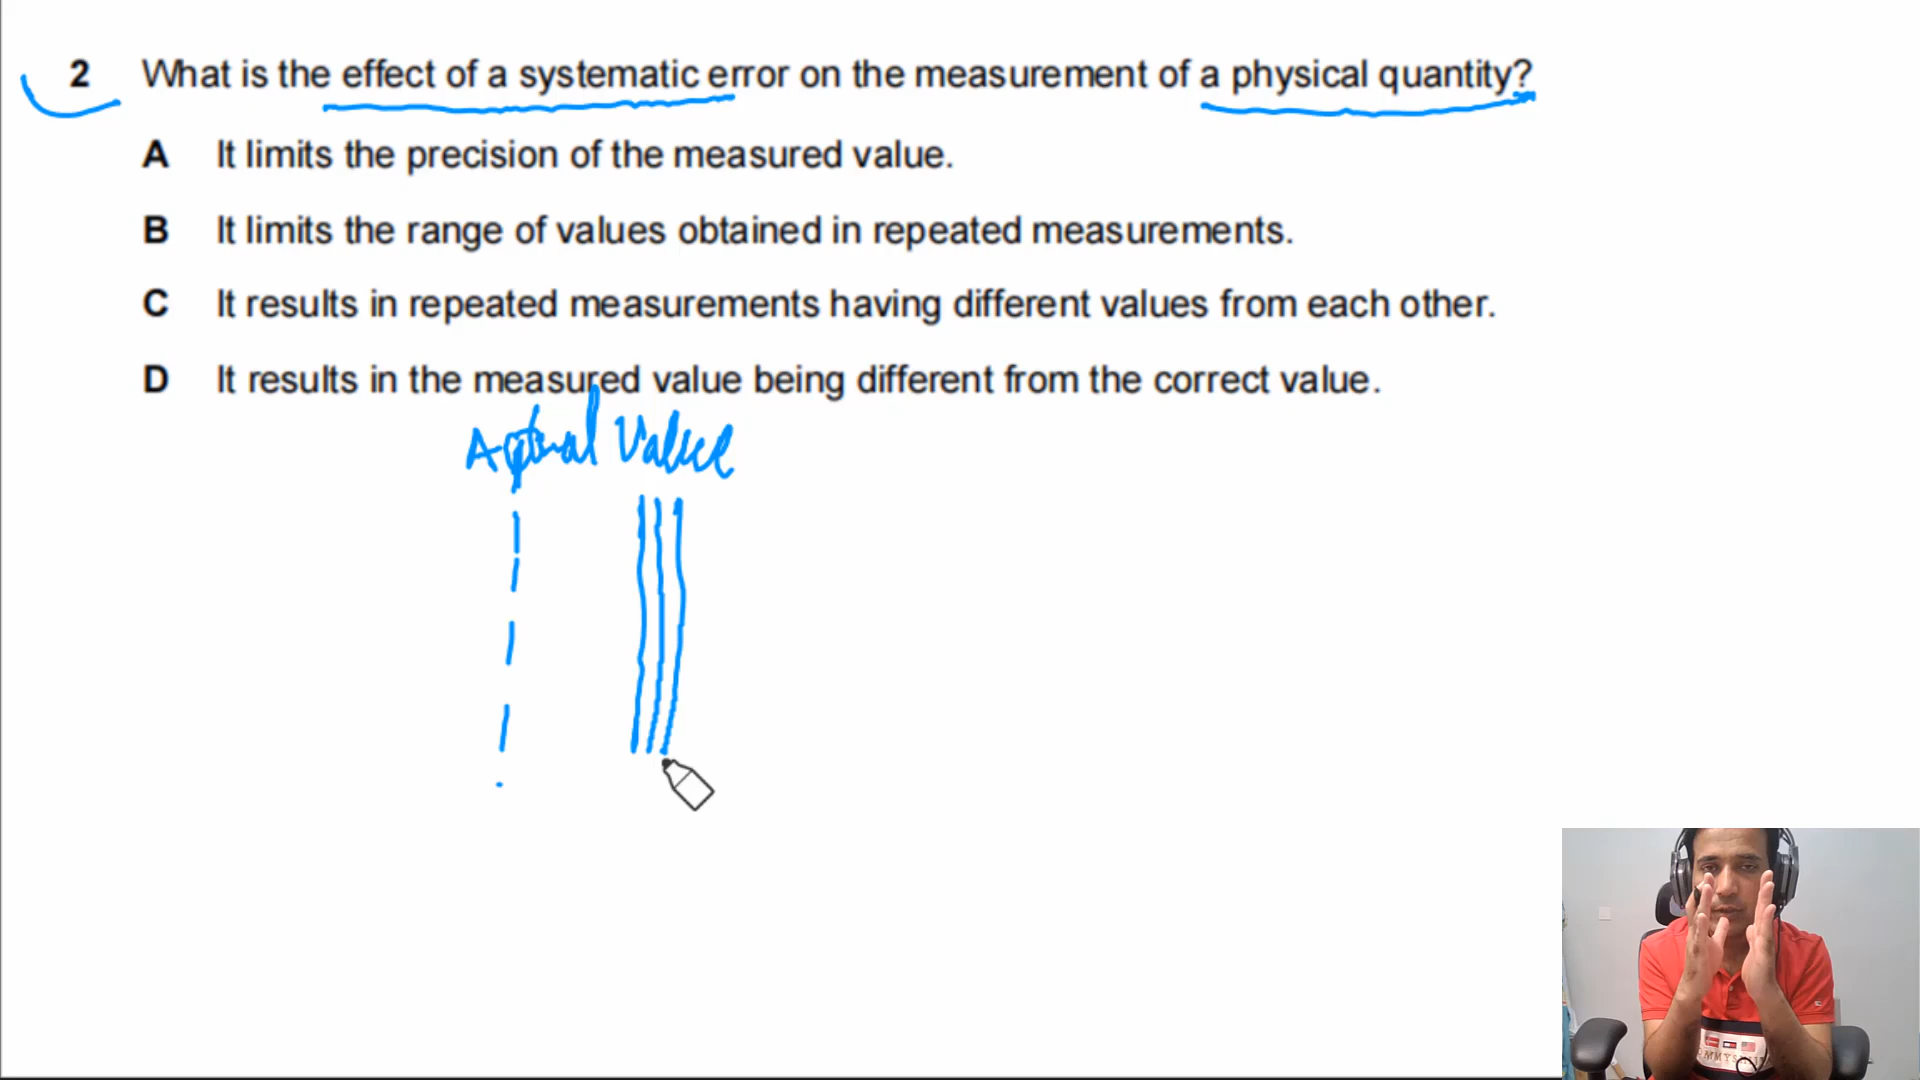 2 What is the effect of a systematic error on the measurement of a physical quantity?
A It limits the precision of the measured value.
B It limits the range of values obtained in repeated measurements.
C It results in repeated measurements having different values from each other.
D It results in the measured value being different from the correct value.
Actual Value